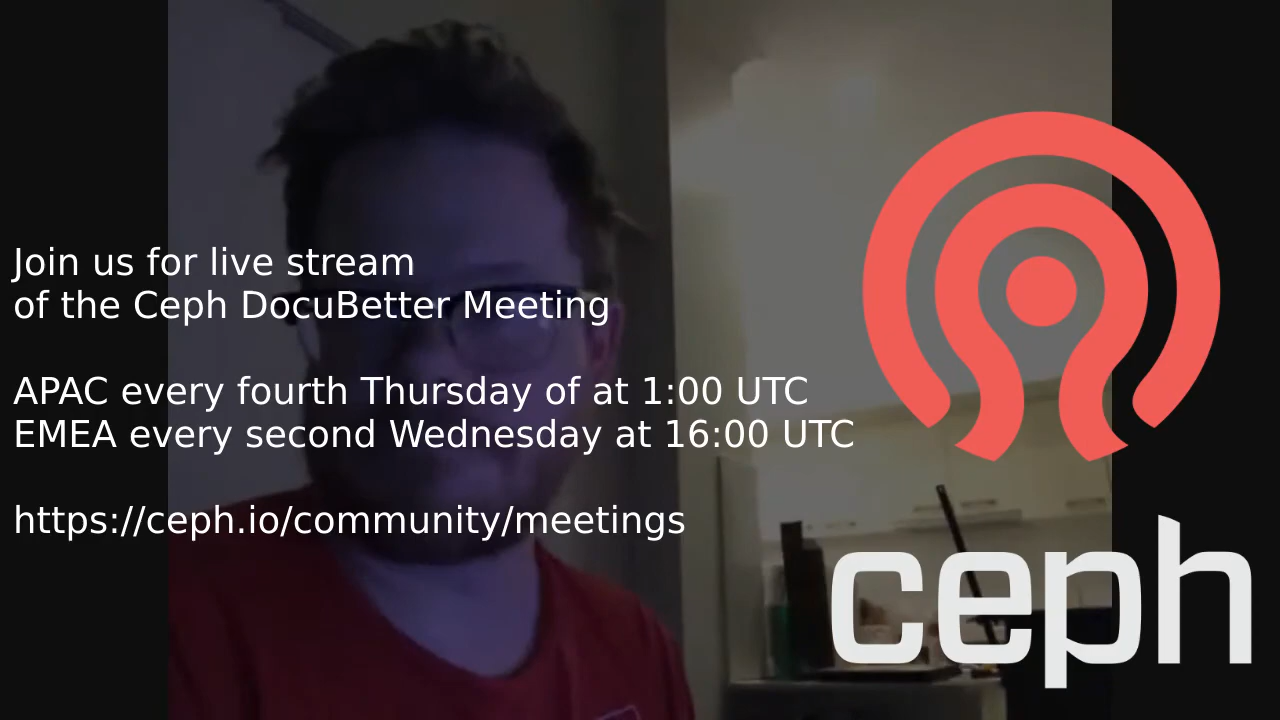 Join us for live stream
of the Ceph DocuBetter Meeting
APAC every fourth Thursday of at 1:00 UTC
EMEA every second Wednesday at 16:00 UTC
https://ceph.io/community/meetings
ceph